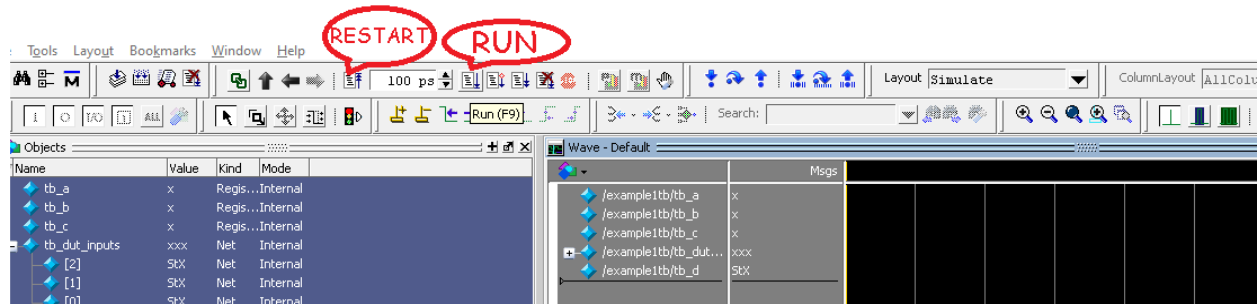 RESTART
RUN
: Tools Layout Bookmarks Window Help
100 ps
Layout Simulate
ColumnLayout AllColu
ALL
Run (F9)
Search:
Objects
Name Value Kind Mode
tb_a x Regis...Internal
tb_b x Regis...Internal
tb_c x Regis...Internal
tb_dut_inputs xxx Net Internal
[2] StX Net Internal
[1] StX Net Internal
[0] StX Net Internal
Wave - Default
Msgs
/example1tb/tb_a x
/example1tb/tb_b x
/example1tb/tb_c x
/example1tb/tb_dut... xxx
/example1tb/tb_d StX